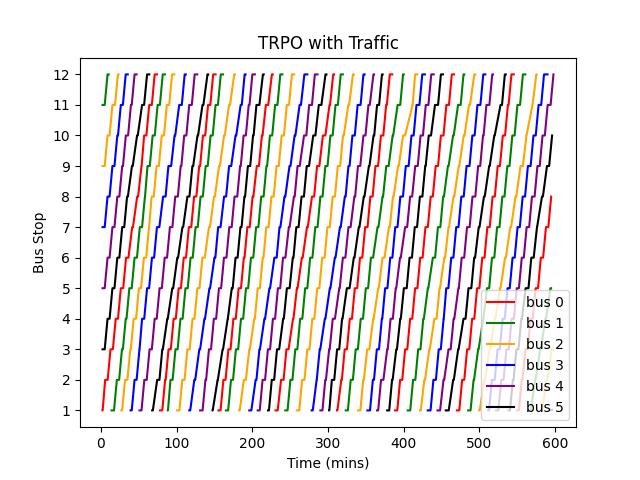 TRPO with Traffic
12
11
10
9
8
7
6
5
4
3
2
1
Bus Stop
bus 0
bus 1
bus 2
bus 3
bus 4
bus 5
0 100 200 300 400 500 600
Time (mins)